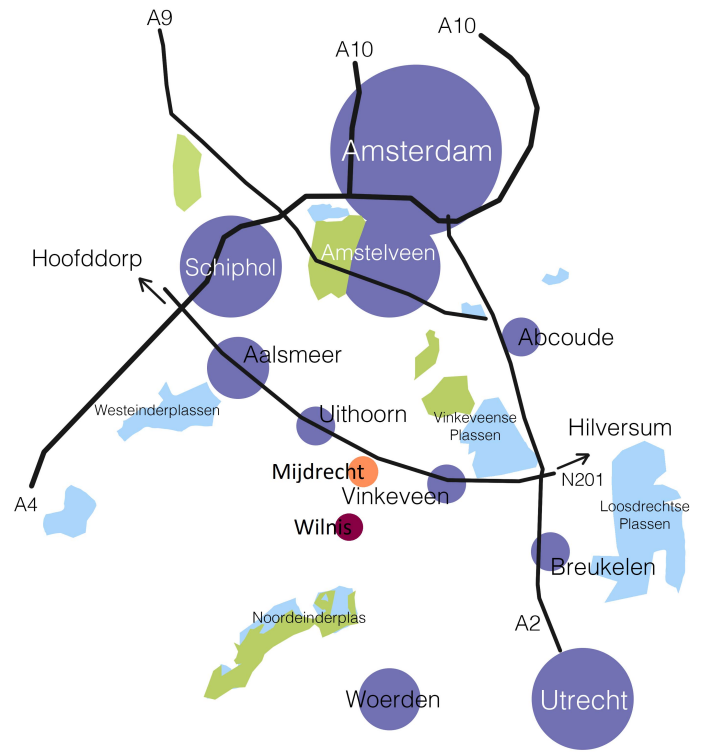 A9
A10
A10
Amsterdam
Hoofddorp
Schiphol
Amstelveen
Abcoude
Aalsmeer
Westeinderplassen
Uithoorn
Vinkeveense
Plassen
Hilversum
Mijdrecht
Vinkeveen
N201
A4
Loosdrechtse
Plassen
Wilnis
Breukelen
Noordeinderplas
A2
Woerden
Utrecht